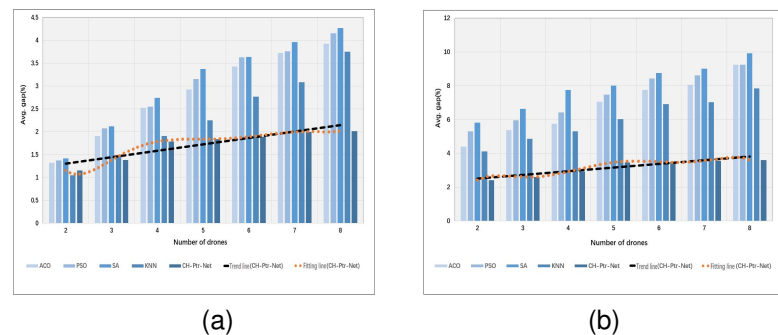 4.5
4
3.5
3
2.5
2
1.5
1
0.5
0
Avg. gap(%)
2 3 4 5 6 7 8
Number of drones
ACO PSO SA KNN CH-Ptr-Net Trend line(CH-Ptr-Net) Fitting line(CH-Ptr-Net)
(a)
12
10
8
6
4
2
0
Avg. gap(%)
2 3 4 5 6 7 8
Number of drones
ACO PSO SA KNN CH-Ptr-Net Trend line(CH-Ptr-Net) Fitting line (CH-Ptr-Net)
(b)